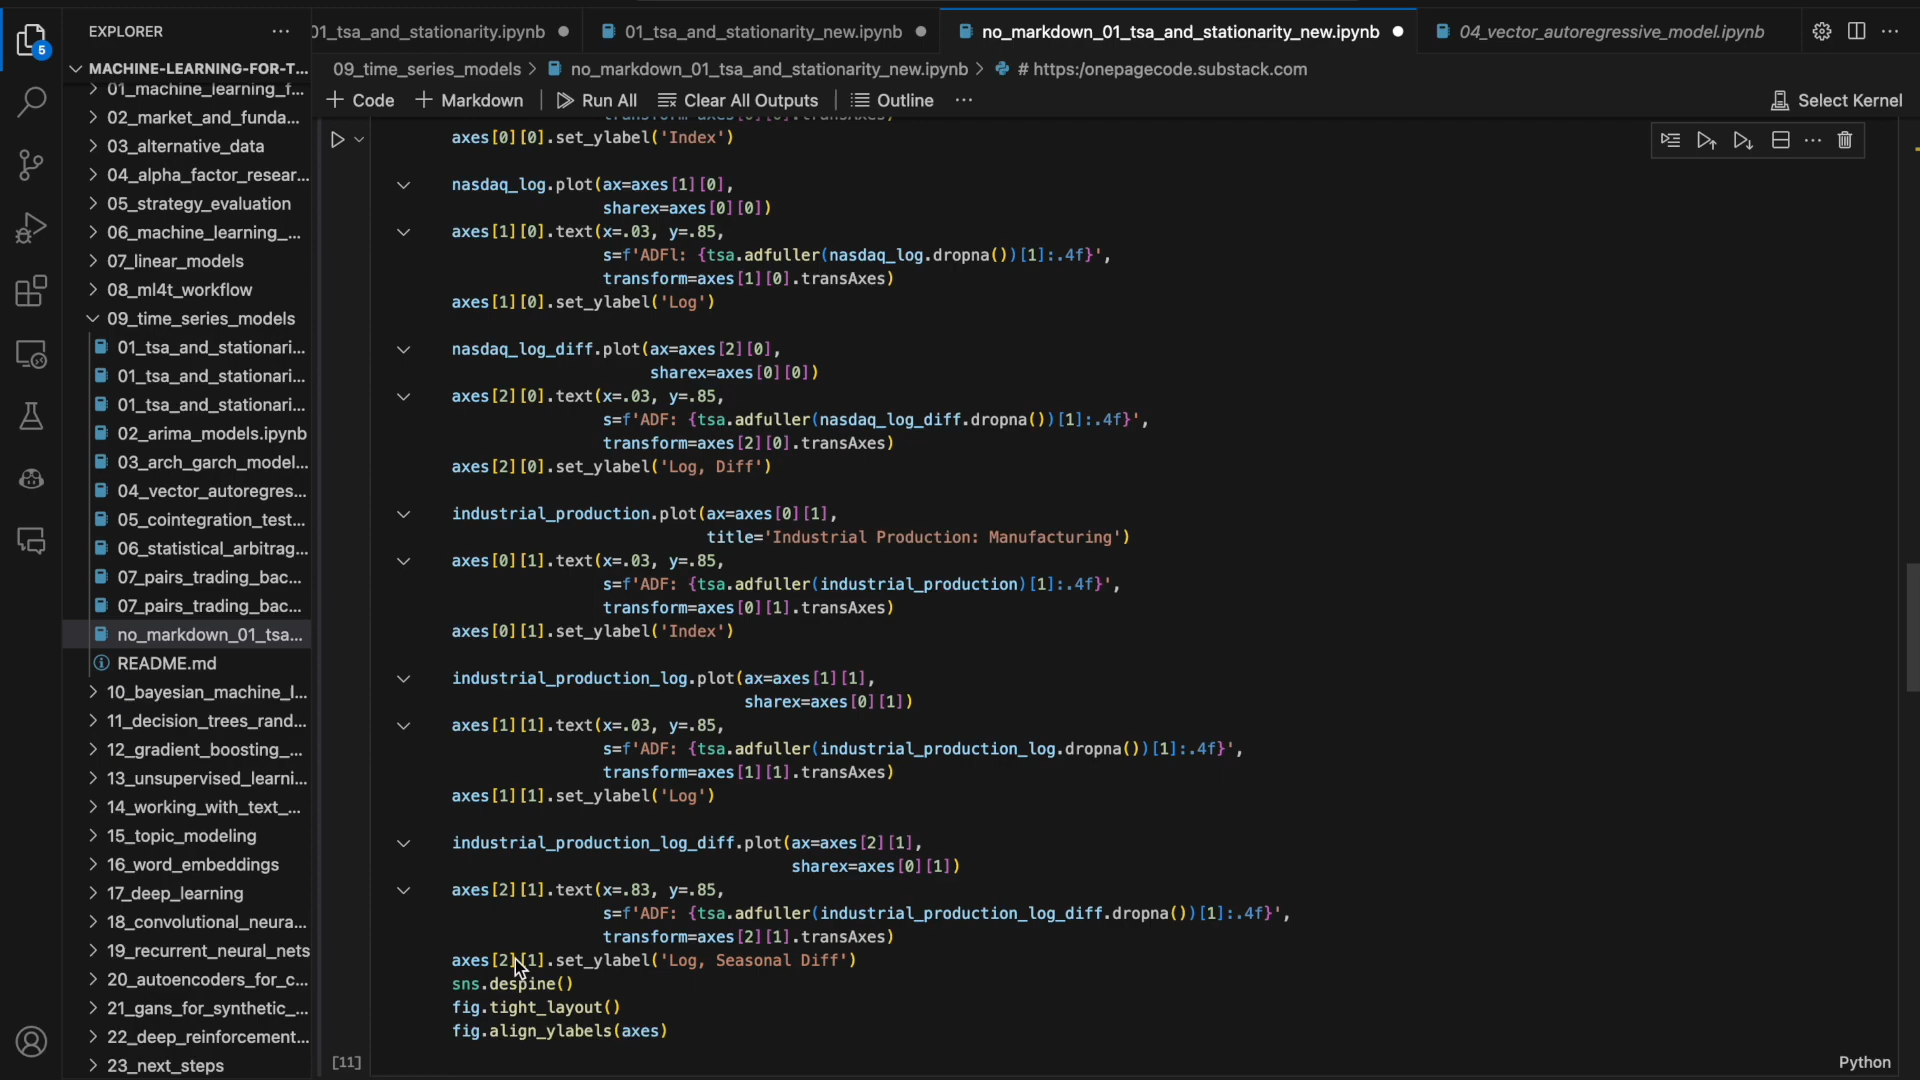 EXPLORER
01_tsa_and_stationarity.ipynb
01_tsa_and_stationarity_new.ipynb
no_markdown_01_tsa_and_stationarity_new.ipynb
04_vector_autoregressive_model.ipynb
5
MACHINE-LEARNING-FOR-T...
01_machine_learning_f...
02_market_and_funda...
03_alternative_data
04_alpha_factor_resear...
05_strategy_evaluation
06_machine_learning_...
07_linear_models
08_ml4t_workflow
09_time_series_models
01_tsa_and_stationari...
01_tsa_and_stationari...
01_tsa_and_stationari...
02_arima_models.ipynb
03_arch_garch_model...
04_vector_autoregres...
05_cointegration_test...
06_statistical_arbitrag...
07_pairs_trading_bac...
07_pairs_trading_bac...
no_markdown_01_tsa...
README.md
10_bayesian_machine_l...
11_decision_trees_rand...
12_gradient_boosting_...
13_unsupervised_learni...
14_working_with_text_...
15_topic_modeling
16_word_embeddings
17_deep_learning
18_convolutional_neura...
19_recurrent_neural_nets
20_autoencoders_for_c...
21_gans_for_synthetic_...
22_deep_reinforcement...
23_next_steps
09_time_series_models > no_markdown_01_tsa_and_stationarity_new.ipynb > # https:/onepagecode.substack.com
+ Code + Markdown | Run All Clear All Outputs | Outline ...
Select Kernel
axes[0][0].set_ylabel('Index')
nasdaq_log.plot(ax=axes[1][0],
sharex=axes[0][0])
axes[1][0].text(x=.03, y=.85,
s=f'ADFl: {tsa.adfuller(nasdaq_log.dropna())[1]:.4f}',
transform=axes[1][0].transAxes)
axes[1][0].set_ylabel('Log')
nasdaq_log_diff.plot(ax=axes[2][0],
sharex=axes[0][0])
axes[2][0].text(x=.03, y=.85,
s=f'ADF: {tsa.adfuller(nasdaq_log_diff.dropna())[1]:.4f}',
transform=axes[2][0].transAxes)
axes[2][0].set_ylabel('Log, Diff')
industrial_production.plot(ax=axes[0][1],
title='Industrial Production: Manufacturing')
axes[0][1].text(x=.03, y=.85,
s=f'ADF: {tsa.adfuller(industrial_production)[1]:.4f}',
transform=axes[0][1].transAxes)
axes[0][1].set_ylabel('Index')
industrial_production_log.plot(ax=axes[1][1],
sharex=axes[0][1])
axes[1][1].text(x=.03, y=.85,
s=f'ADF: {tsa.adfuller(industrial_production_log.dropna())[1]:.4f}',
transform=axes[1][1].transAxes)
axes[1][1].set_ylabel('Log')
industrial_production_log_diff.plot(ax=axes[2][1],
sharex=axes[0][1])
axes[2][1].text(x=.83, y=.85,
s=f'ADF: {tsa.adfuller(industrial_production_log_diff.dropna())[1]:.4f}',
transform=axes[2][1].transAxes)
axes[2][1].set_ylabel('Log, Seasonal Diff')
sns.despine()
fig.tight_layout()
fig.align_ylabels(axes)
[11]
Python